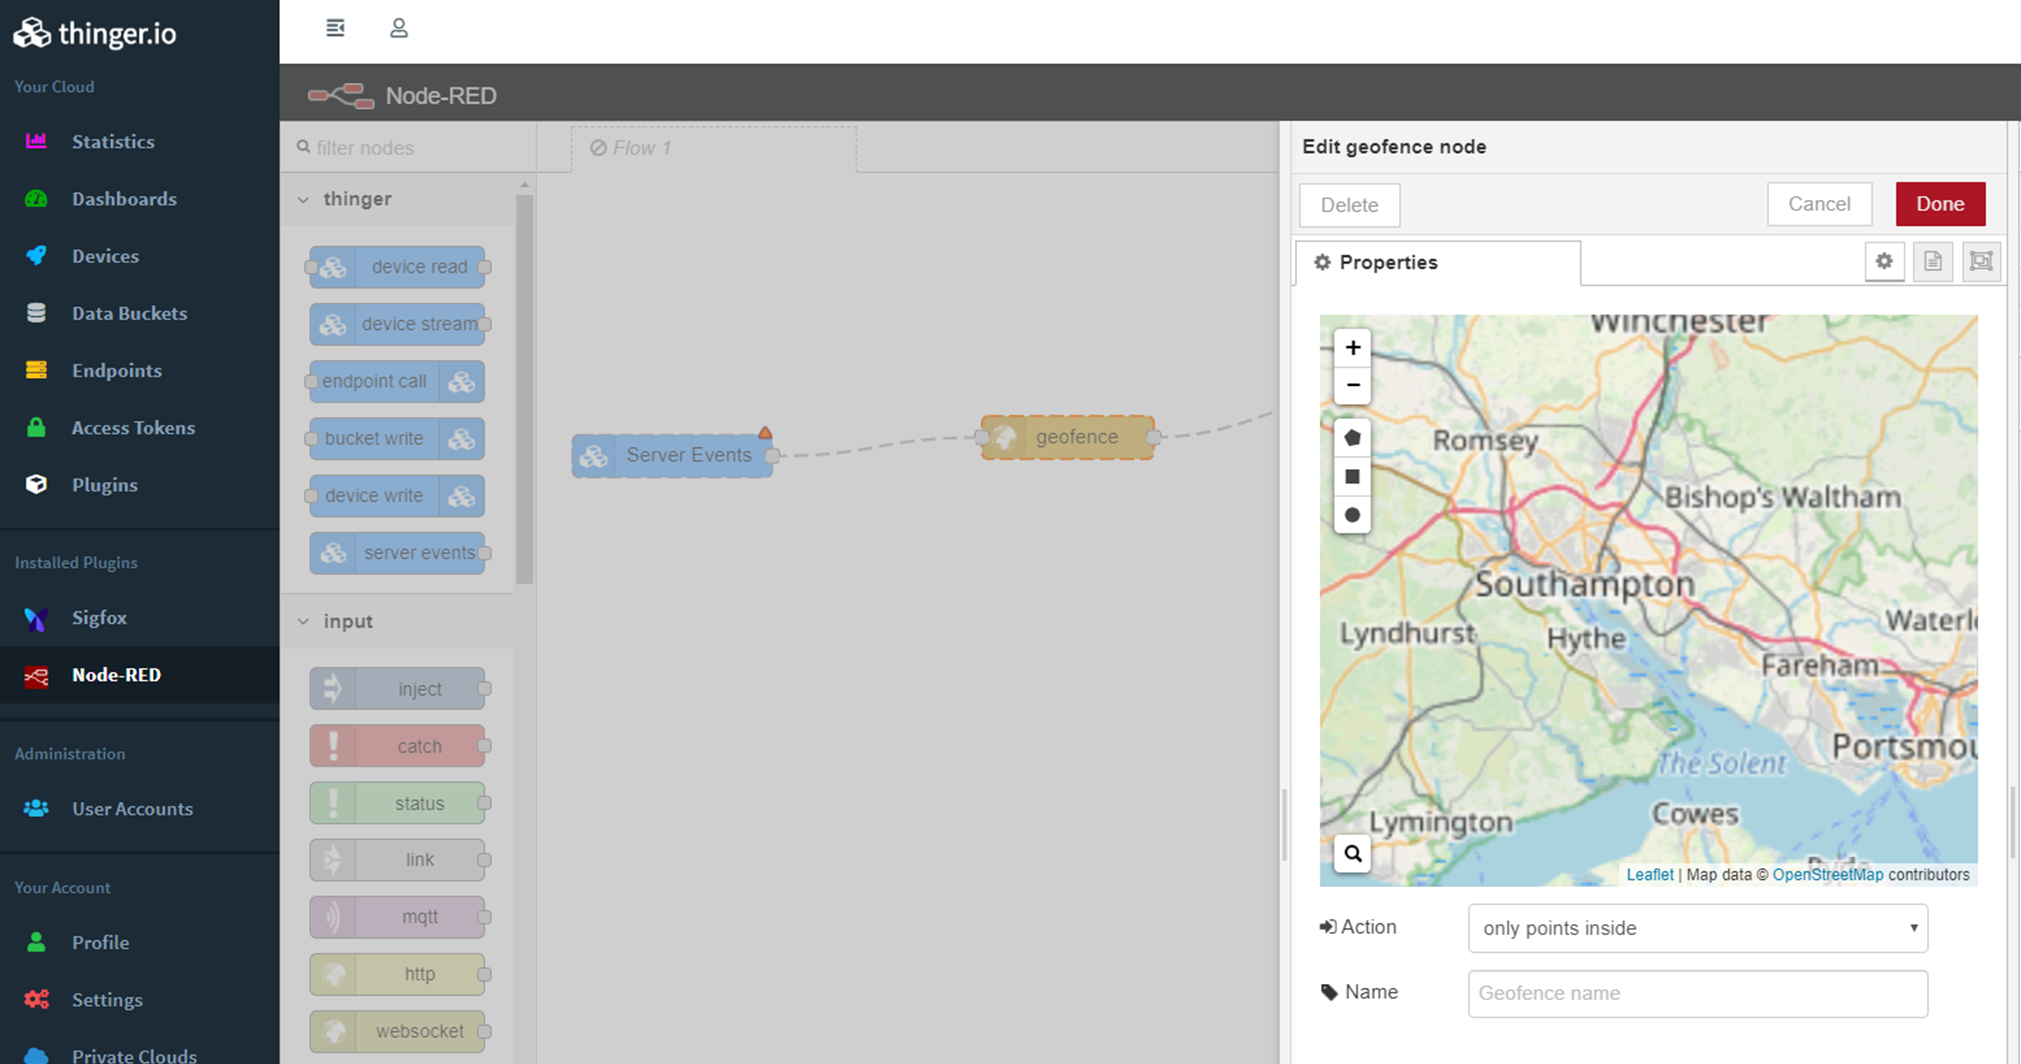 thinger.io
Your Cloud
Statistics
Dashboards
Devices
Data Buckets
Endpoints
Access Tokens
Plugins
Installed Plugins
Sigfox
Node-RED
Administration
User Accounts
Your Account
Profile
Settings
Private Clouds
Node-RED
filter nodes
thinger
device read
device stream
endpoint call
bucket write
device write
server events
input
inject
catch
status
link
mqtt
http
websocket
Flow 1
Server Events
geofence
Edit geofence node
Delete
Cancel
Done
Properties
+
−
Winchester
Romsey
Bishop's Waltham
Southampton
Lyndhurst
Hythe
Waterl
Fareham
Portsmou
The Solent
Lymington
Cowes
Ryde
Leaflet | Map data © OpenStreetMap contributors
Action
only points inside
Name
Geofence name